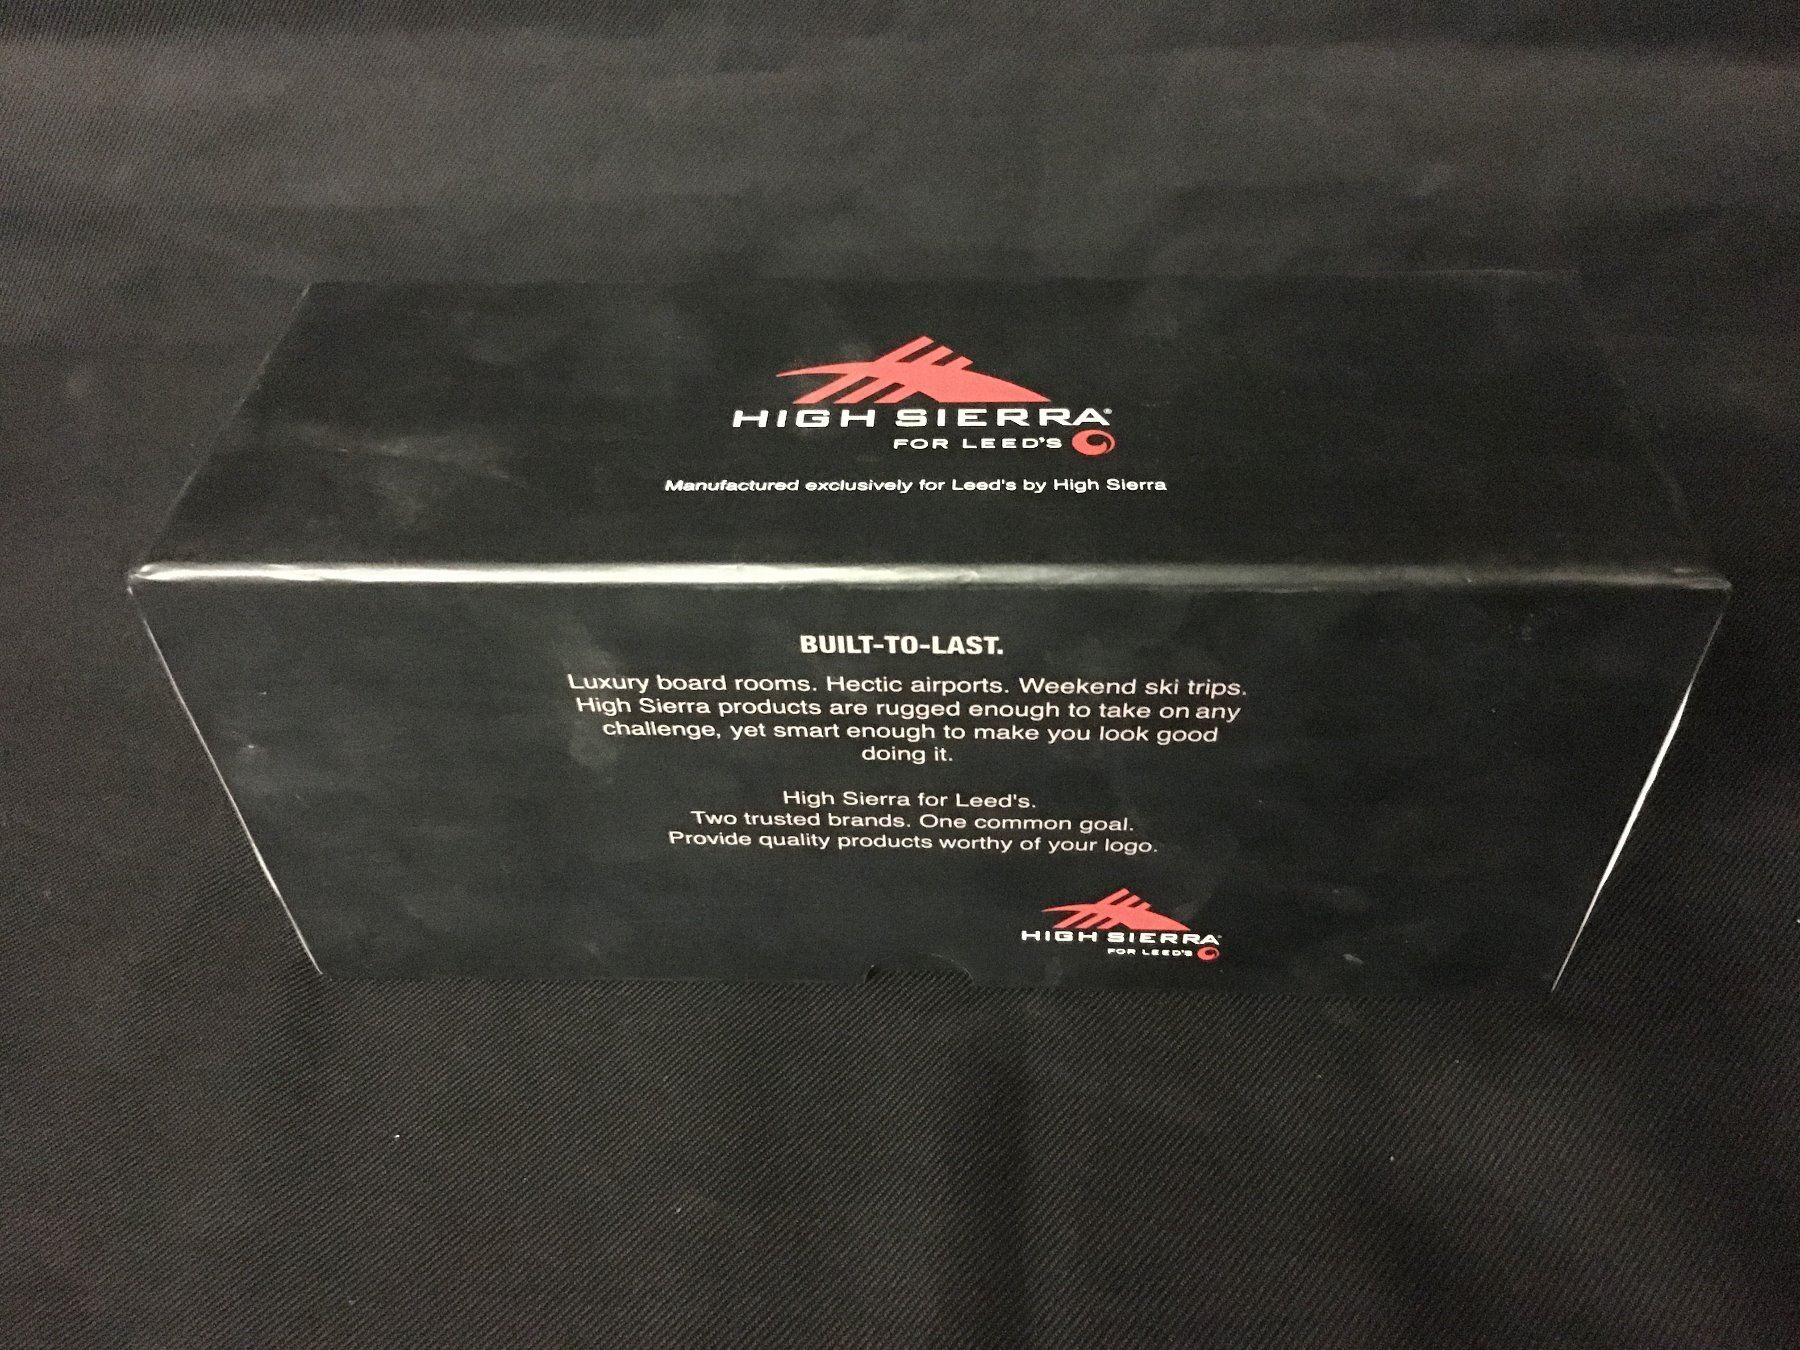 HIGH SIERRA®
FOR LEED'S
Manufactured exclusively for Leed's by High Sierra
BUILT-TO-LAST.
Luxury board rooms. Hectic airports. Weekend ski trips.
High Sierra products are rugged enough to take on any
challenge, yet smart enough to make you look good
doing it.
High Sierra for Leed's.
Two trusted brands. One common goal.
Provide quality products worthy of your logo.
HIGH SIERRA®
FOR LEED'S